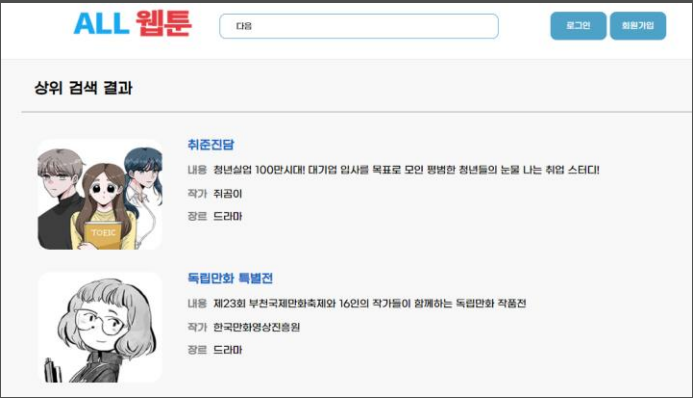 ALL 웹툰
다음
로그인
회원가입
상위 검색 결과
취준진담
내용 청년실업 100만시대! 대기업 입사를 목표로 모인 평범한 청년들의 눈물 나는 취업 스터디!
작가 쥐곰이
장르 드라마
TOEIC
독립만화 특별전
내용 제23회 부천국제만화축제와 16인의 작가들이 함께하는 독립만화 작품전
작가 한국만화영상진흥원
장르 드라마